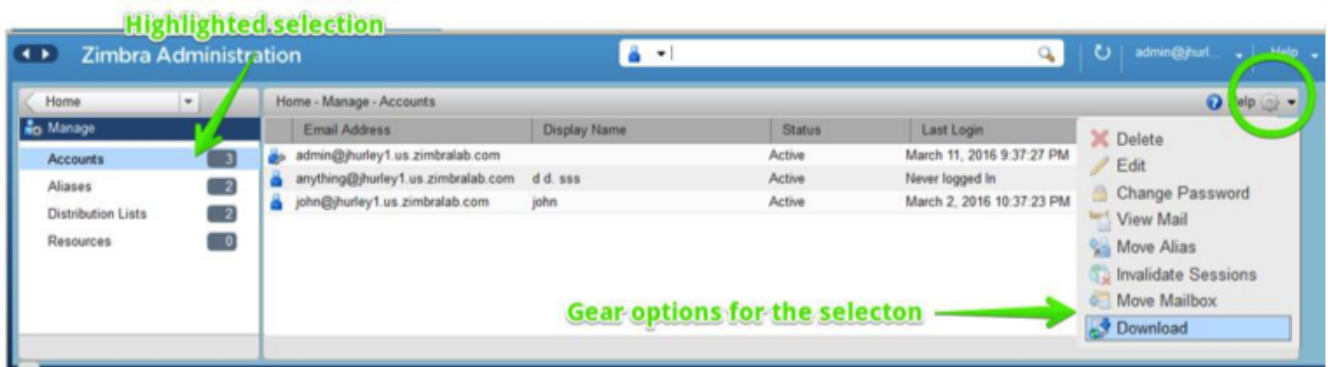 Highlighted selection
Zimbra Administration
admin@jhurl...
Help
Home
Home - Manage - Accounts
Help
Manage
Email Address Display Name Status Last Login
Accounts 3
Aliases 2
Distribution Lists 2
Resources 0
admin@jhurley1.us.zimbralab.com Active March 11, 2016 9:37:27 PM
anything@jhurley1.us.zimbralab.com d d. sss Active Never logged In
john@jhurley1.us.zimbralab.com john Active March 2, 2016 10:37:23 PM
Delete
Edit
Change Password
View Mail
Move Alias
Invalidate Sessions
Move Mailbox
Download
Gear options for the selecton